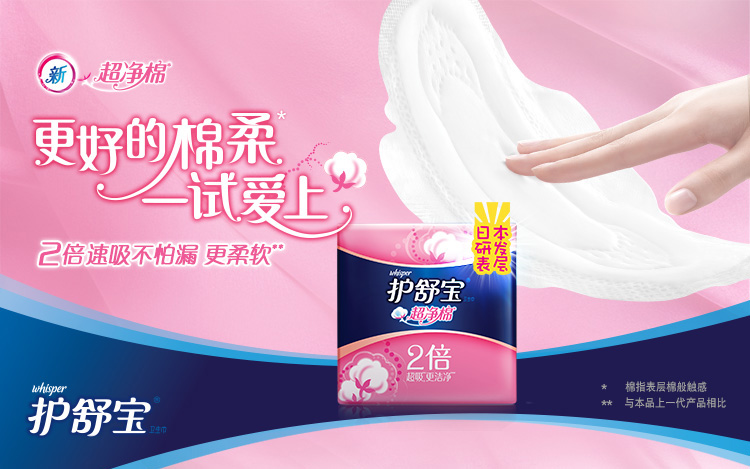 新 超净棉*
更好的棉柔*
一试爱上
2倍速吸不怕漏 更柔软**
日本
研发
表层
whisper
护舒宝
超净棉
2倍
超吸 更洁净
whisper
护舒宝
* 棉指表层棉般触感
** 与本品上一代产品相比